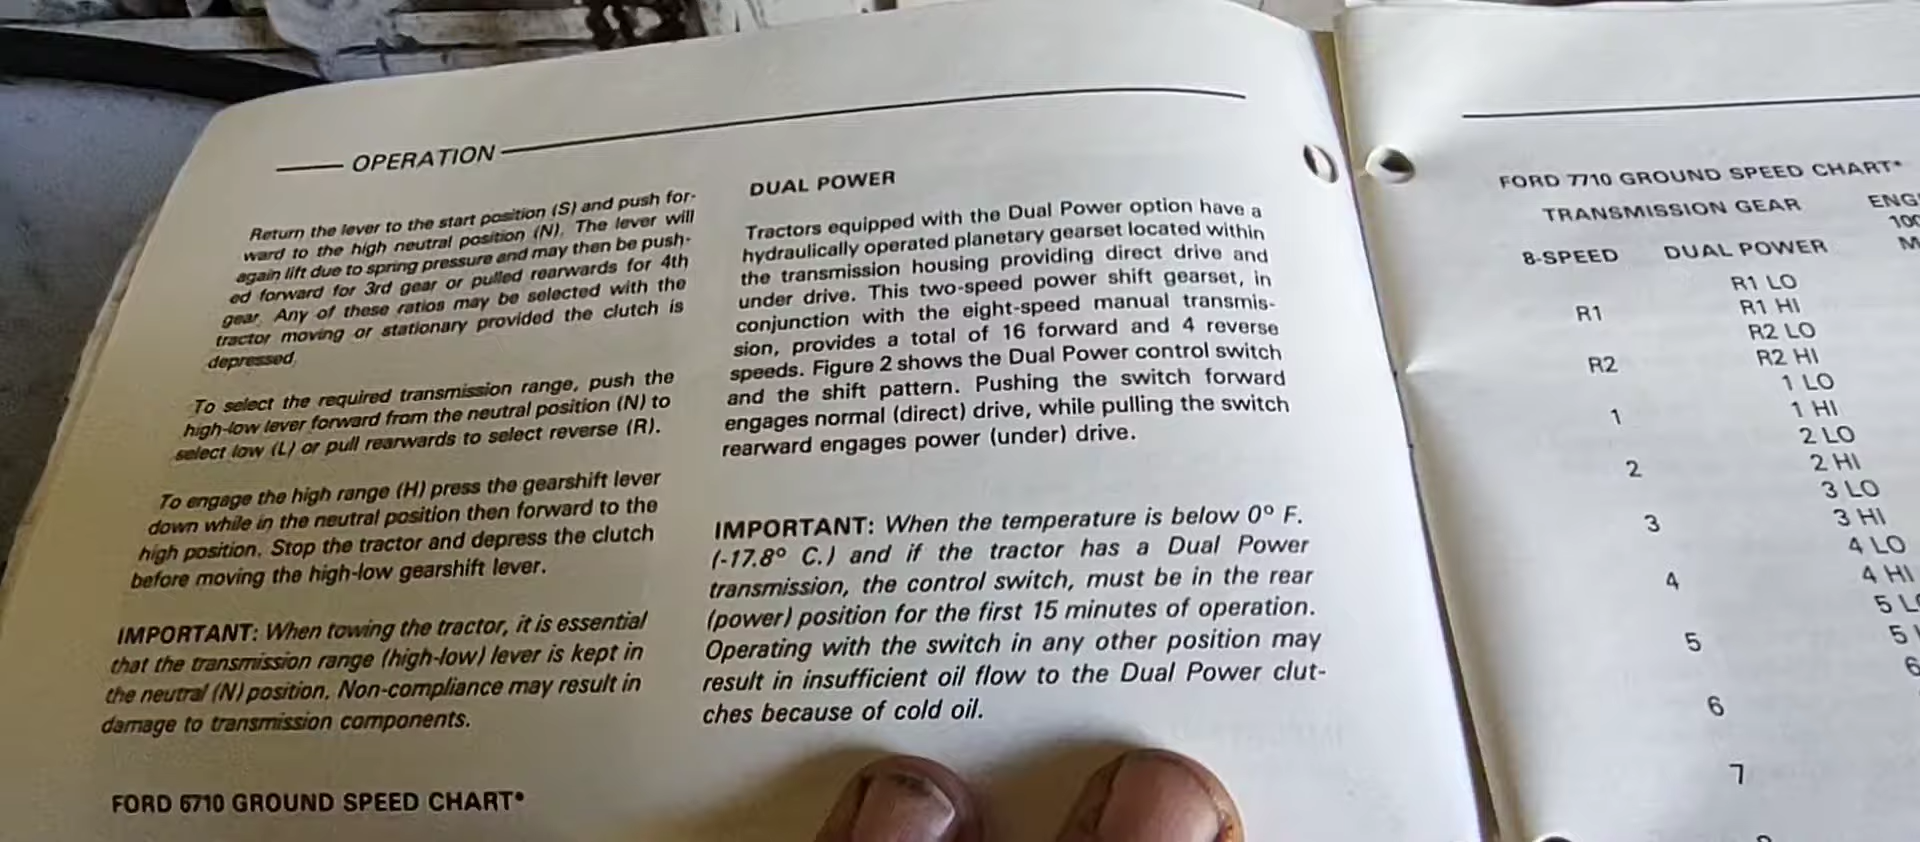 OPERATION
Return the lever to the start position (S) and push for-
ward to the high neutral position (N). The lever will
again lift due to spring pressure and may then be push-
ed forward for 3rd gear or pulled rearwards for 4th
gear. Any of these ratios may be selected with the
tractor moving or stationary provided the clutch is
depressed.
To select the required transmission range, push the
high-low lever forward from the neutral position (N) to
select low (L) or pull rearwards to select reverse (R).
To engage the high range (H) press the gearshift lever
down while in the neutral position then forward to the
high position. Stop the tractor and depress the clutch
before moving the high-low gearshift lever.
IMPORTANT: When towing the tractor, it is essential
that the transmission range (high-low) lever is kept in
the neutral (N) position. Non-compliance may result in
damage to transmission components.
FORD 6710 GROUND SPEED CHART*
DUAL POWER
Tractors equipped with the Dual Power option have a
hydraulically operated planetary gearset located within
the transmission housing providing direct drive and
under drive. This two-speed power shift gearset, in
conjunction with the eight-speed manual transmis-
sion, provides a total of 16 forward and 4 reverse
speeds. Figure 2 shows the Dual Power control switch
and the shift pattern. Pushing the switch forward
engages normal (direct) drive, while pulling the switch
rearward engages power (under) drive.
IMPORTANT: When the temperature is below 0° F.
(-17.8° C.) and if the tractor has a Dual Power
transmission, the control switch, must be in the rear
(power) position for the first 15 minutes of operation.
Operating with the switch in any other position may
result in insufficient oil flow to the Dual Power clut-
ches because of cold oil.
FORD 7710 GROUND SPEED CHART*
TRANSMISSION GEAR
8-SPEED DUAL POWER
R1 LO
R1 R1 HI
R2 LO
R2 R2 HI
1 LO
1 1 HI
2 LO
2 2 HI
3 LO
3 3 HI
4 LO
4 4 HI
5
6
7